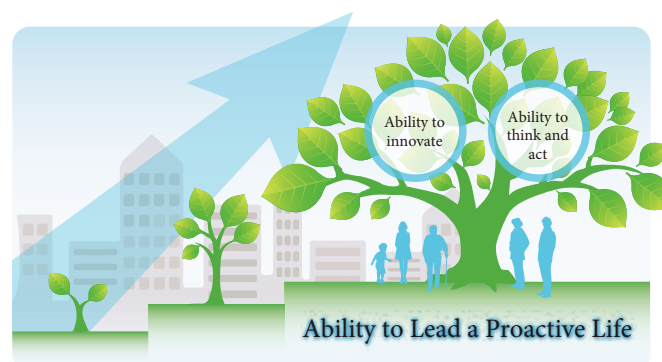 Ability to
innovate
Ability to
think and
act
Ability to Lead a Proactive Life